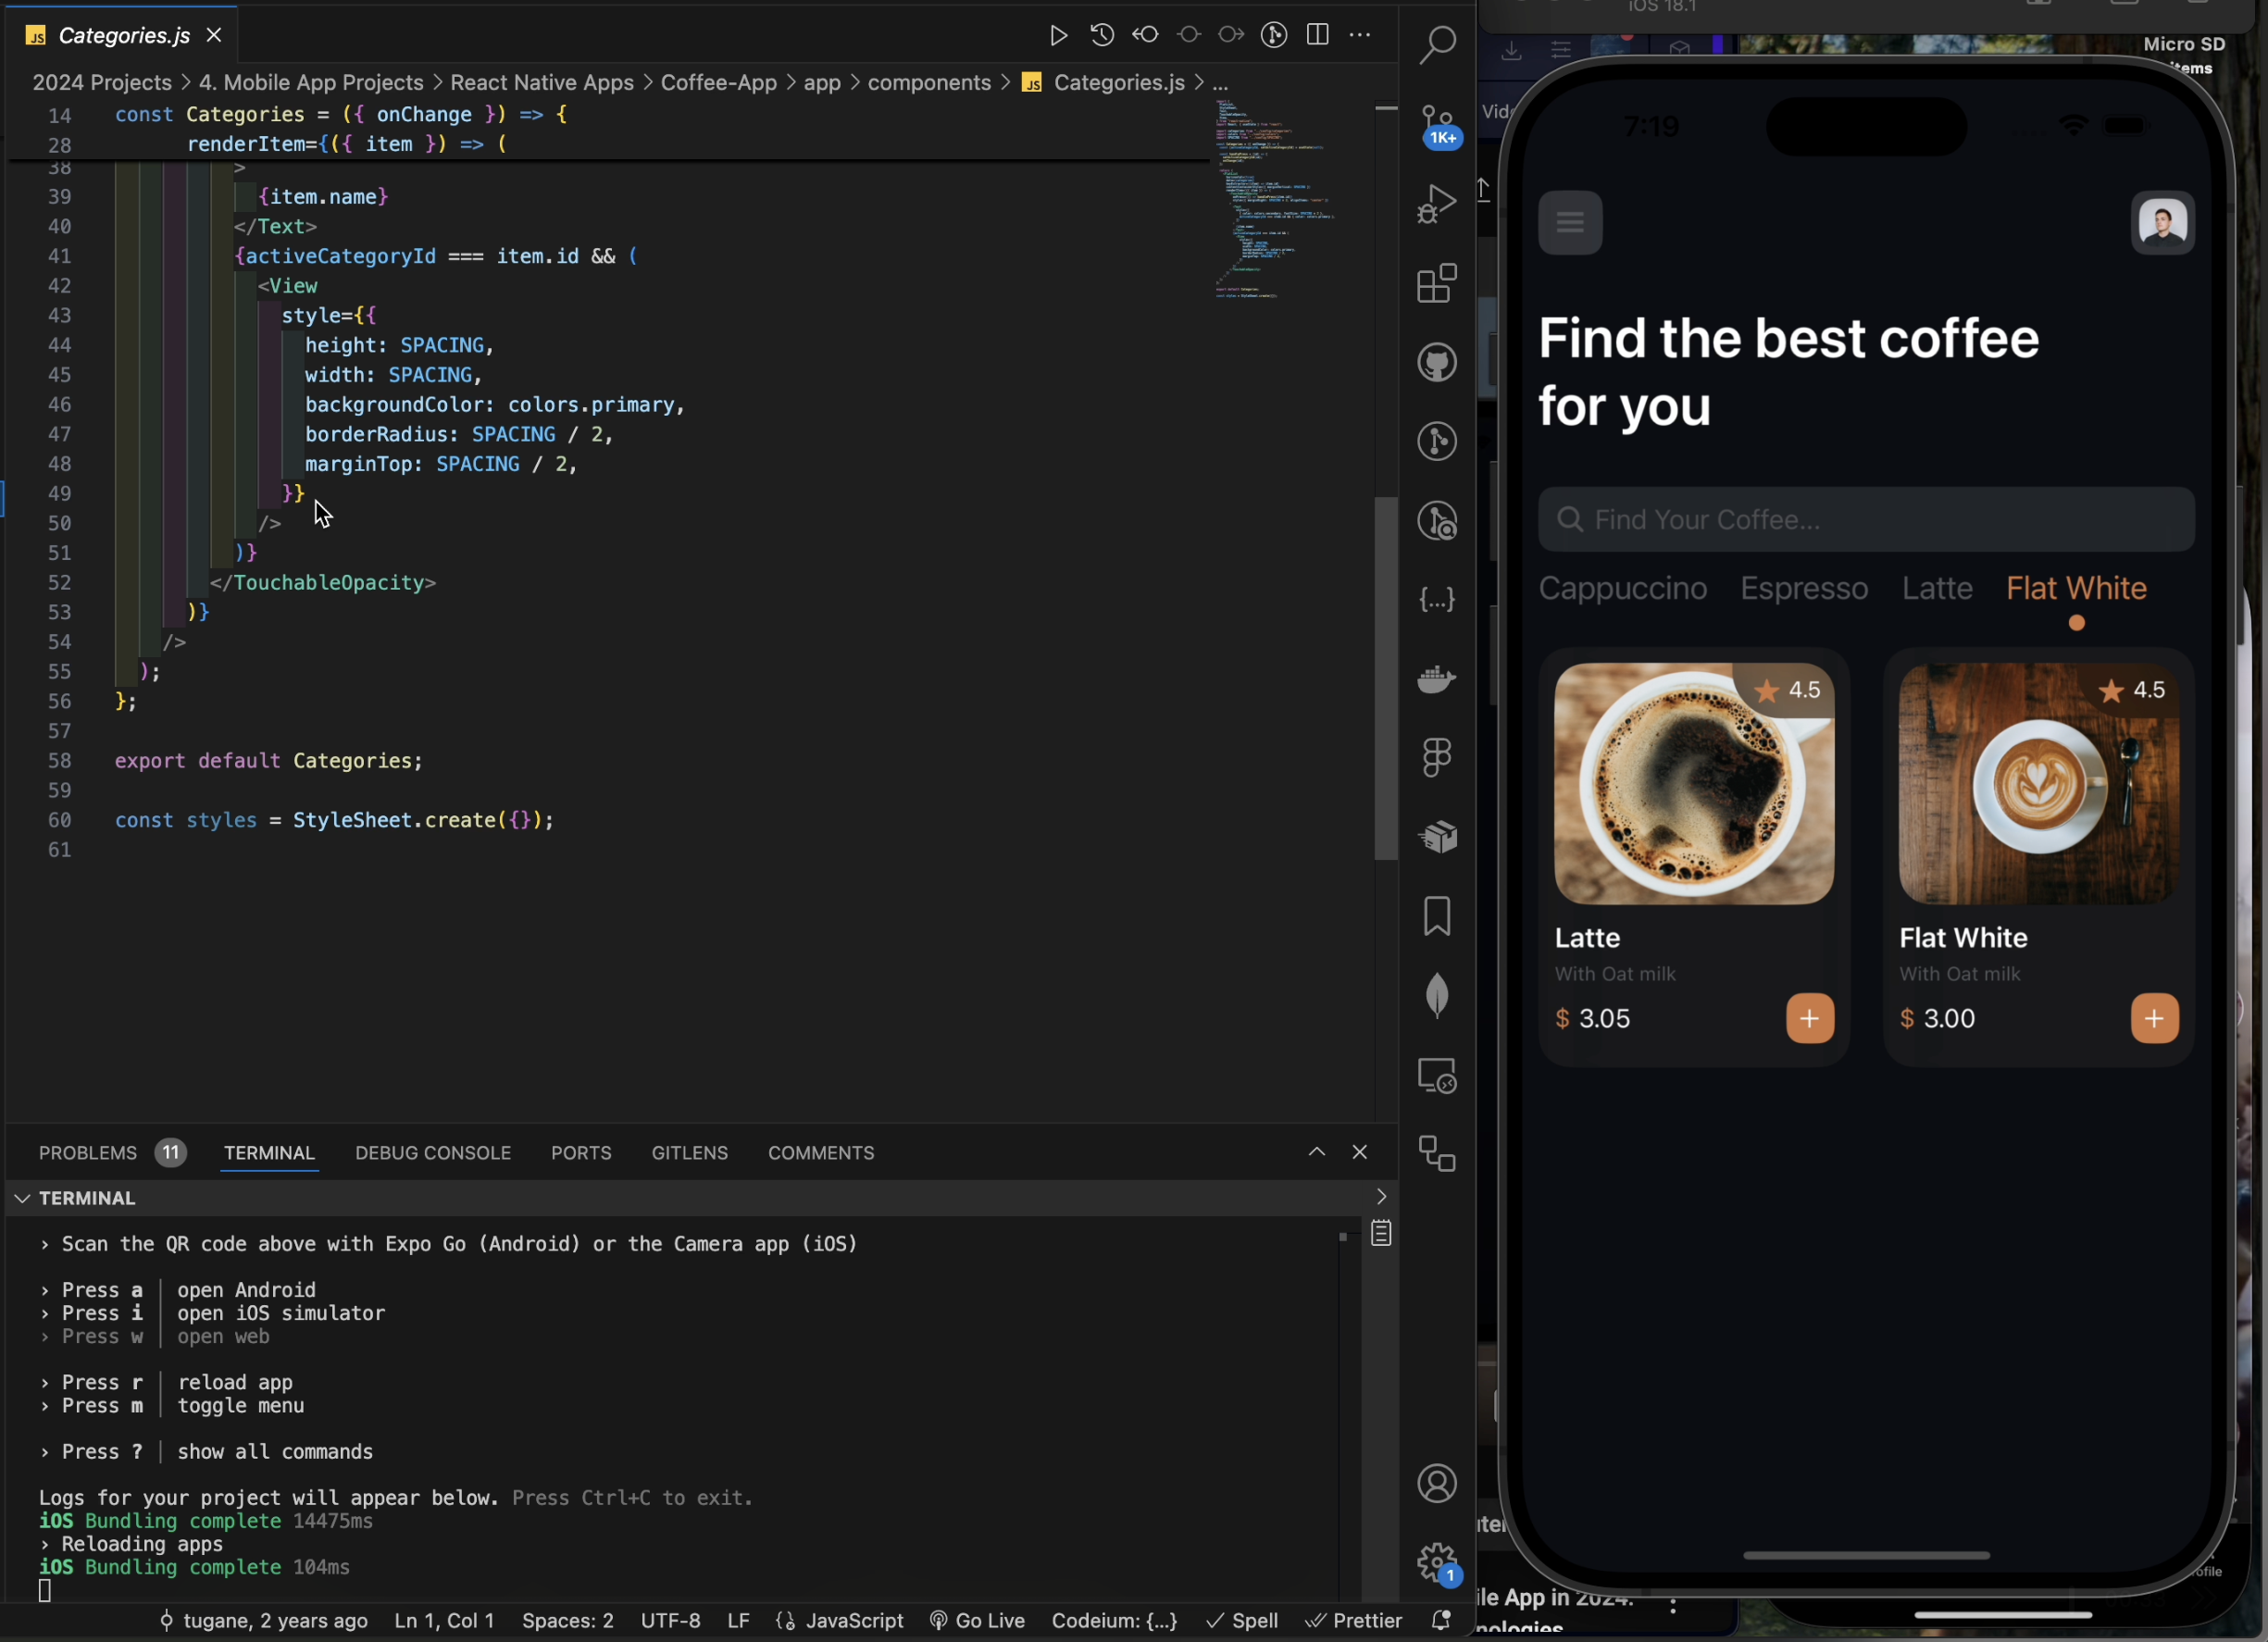 JS Categories.js
2024 Projects > 4. Mobile App Projects > React Native Apps > Coffee-App > app > components > JS Categories.js > ...
14 const Categories = ({ onChange }) => {
28 renderItem={({ item }) => (
38 >
39 {item.name}
40 </Text>
41 {activeCategoryId === item.id && (
42 <View
43 style={{
44 height: SPACING,
45 width: SPACING,
46 backgroundColor: colors.primary,
47 borderRadius: SPACING / 2,
48 marginTop: SPACING / 2,
49 }}
50 />
51 )}
52 </TouchableOpacity>
53 )}
54 />
55 );
56 };
57
58 export default Categories;
59
60 const styles = StyleSheet.create({});
61
PROBLEMS 11 TERMINAL DEBUG CONSOLE PORTS GITLENS COMMENTS
TERMINAL
› Scan the QR code above with Expo Go (Android) or the Camera app (iOS)
› Press a │ open Android
› Press i │ open iOS simulator
› Press w │ open web
› Press r │ reload app
› Press m │ toggle menu
› Press ? │ show all commands
Logs for your project will appear below. Press Ctrl+C to exit.
iOS Bundling complete 14475ms
› Reloading apps
iOS Bundling complete 104ms
tugane, 2 years ago Ln 1, Col 1 Spaces: 2 UTF-8 LF JavaScript Go Live Codeium: {...} Spell Prettier
1K+
{...}
1
iOS 18.1
Micro SD
7:19
Find the best coffee
for you
Find Your Coffee...
Cappuccino Espresso Latte Flat White
4.5
4.5
Latte
With Oat milk
$ 3.05
+
Flat White
With Oat milk
$ 3.00
+
App in 2024.